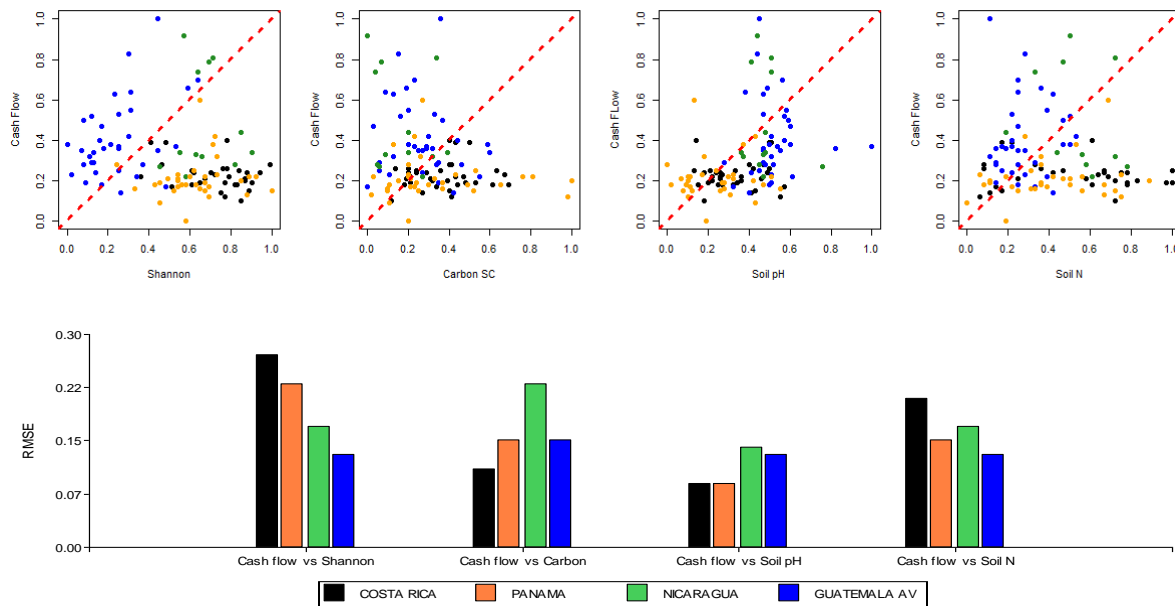 Cash Flow
1.0
0.8
0.6
0.4
0.2
0.0
0.0 0.2 0.4 0.6 0.8 1.0
Shannon
Cash Flow
1.0
0.8
0.6
0.4
0.2
0.0
0.0 0.2 0.4 0.6 0.8 1.0
Carbon SC
Cash FLow
1.0
0.8
0.6
0.4
0.2
0.0
0.0 0.2 0.4 0.6 0.8 1.0
Soil pH
Cash Flow
1.0
0.8
0.6
0.4
0.2
0.0
0.0 0.2 0.4 0.6 0.8 1.0
Soil N
RMSE
0.30
0.22
0.15
0.07
0.00
Cash flow vs Shannon Cash flow vs Carbon Cash flow vs Soil pH Cash flow vs Soil N
COSTA RICA PANAMA NICARAGUA GUATEMALA AV